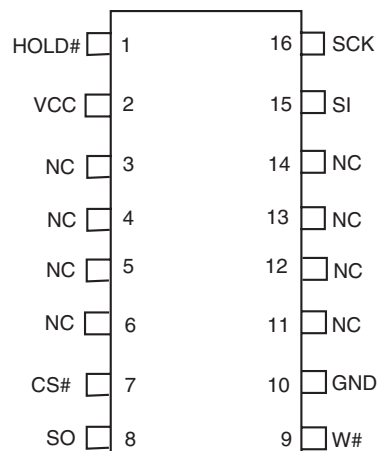 HOLD# 1 16 SCK
VCC 2 15 SI
NC 3 14 NC
NC 4 13 NC
NC 5 12 NC
NC 6 11 NC
CS# 7 10 GND
SO 8 9 W#